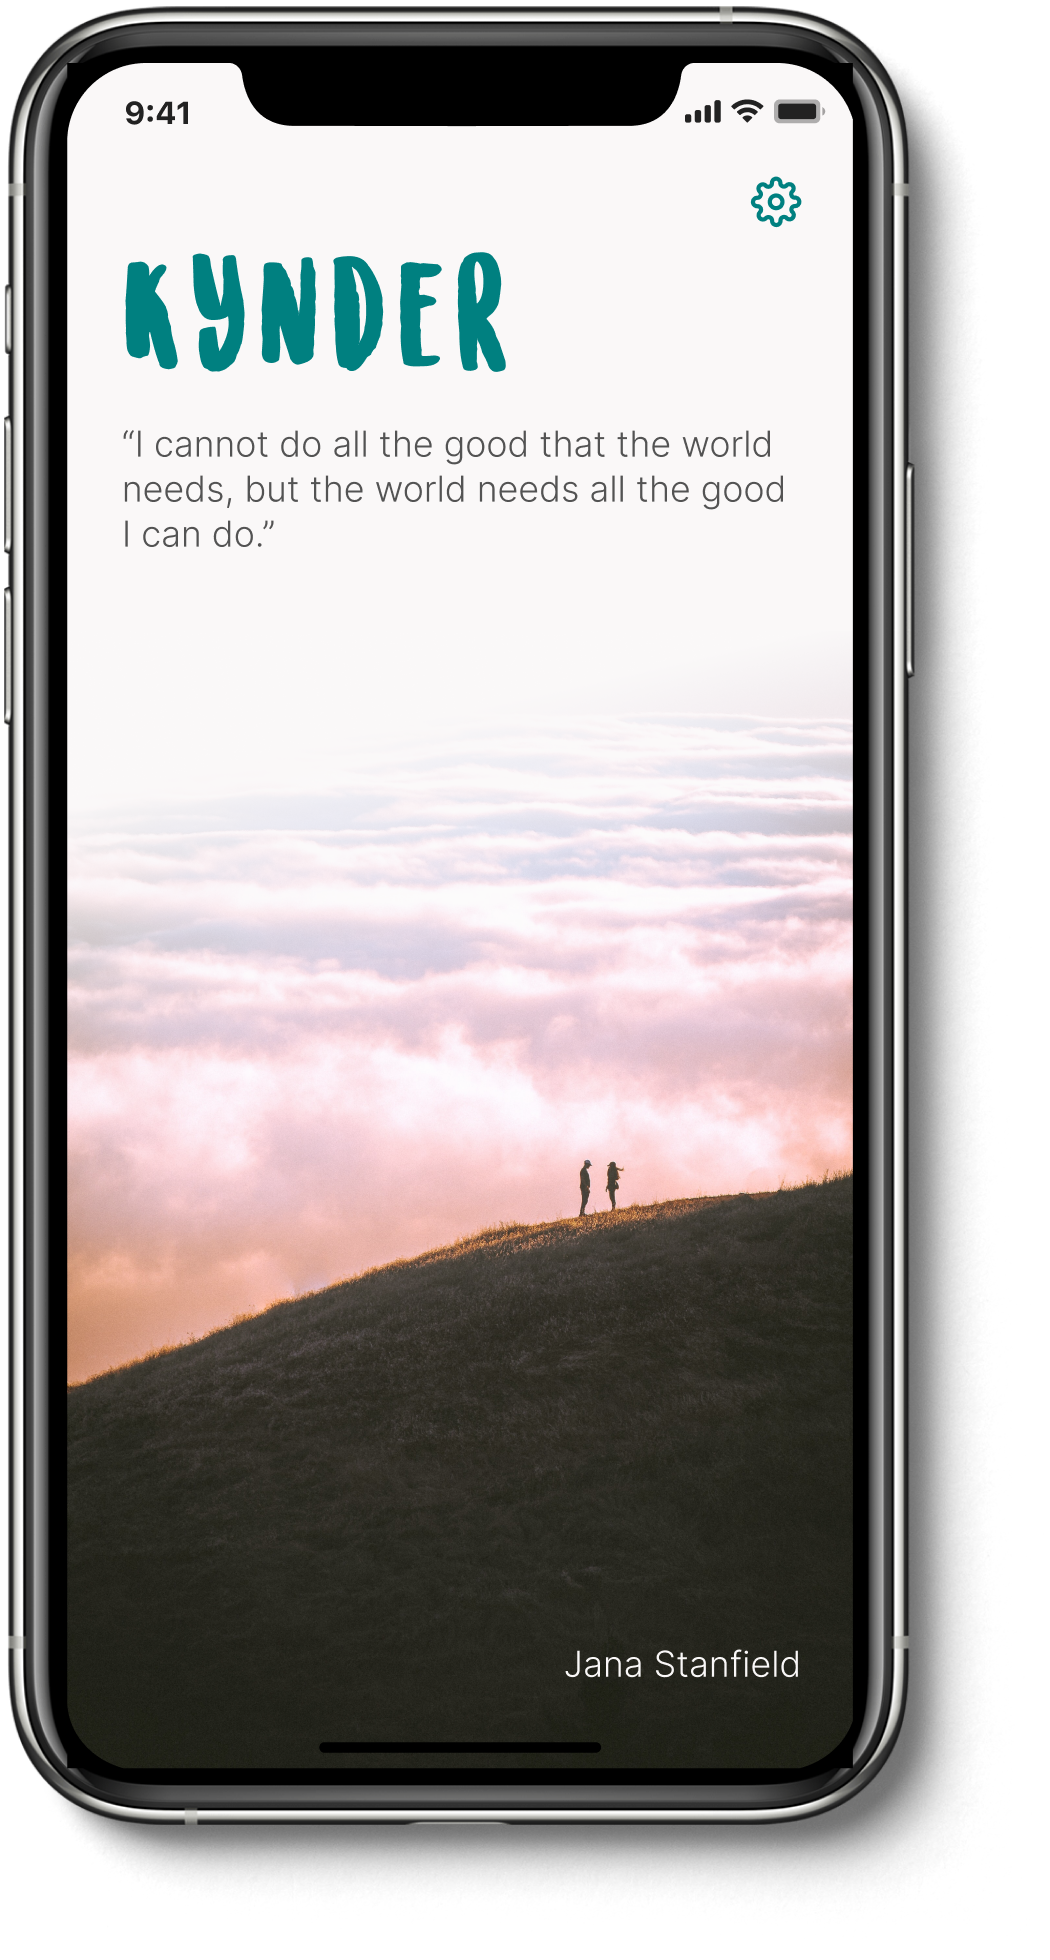 9:41
KYNDER
“I cannot do all the good that the world
needs, but the world needs all the good
I can do.”
Jana Stanfield